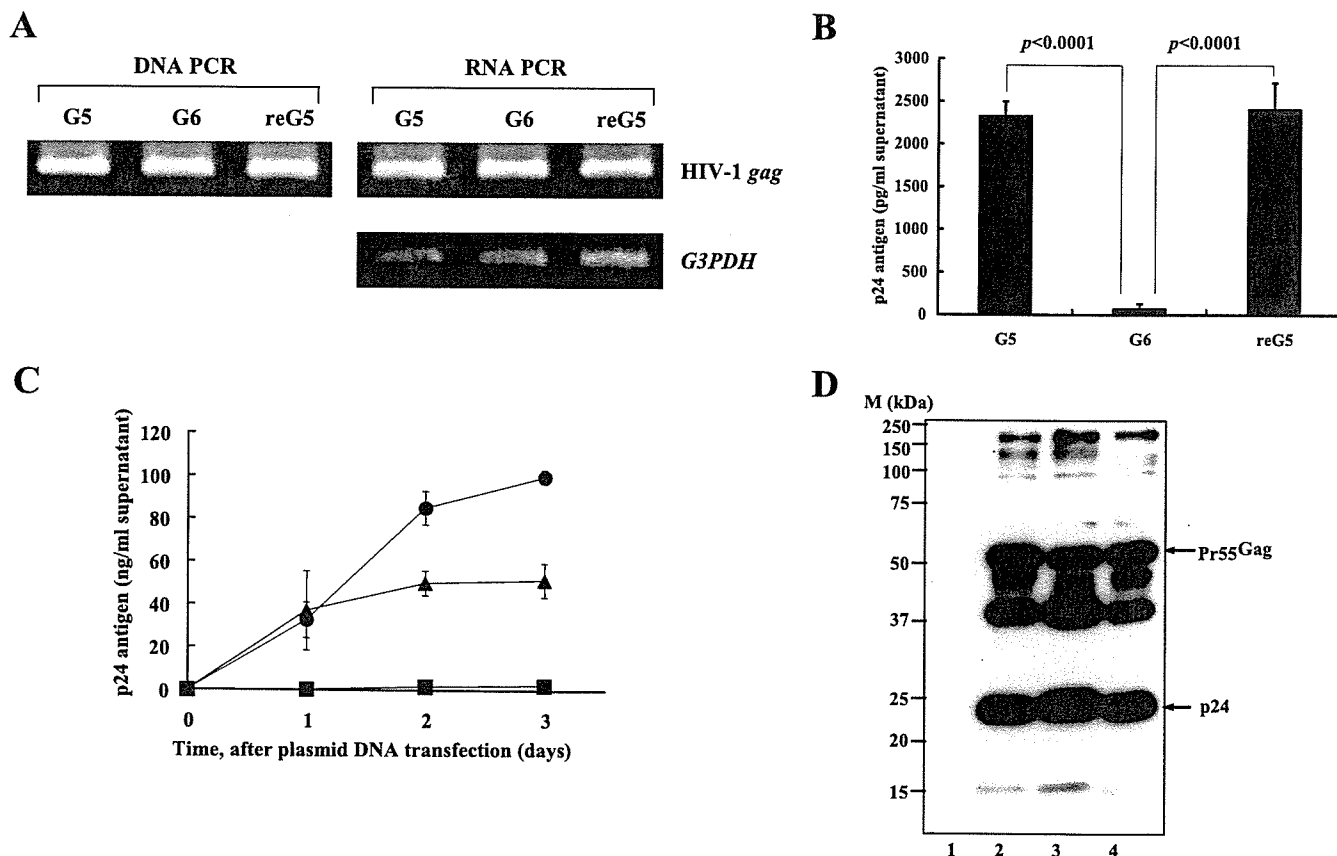 A
DNA PCR
RNA PCR
G5 G6 reG5
G5 G6 reG5
HIV-1 gag
G3PDH
B
p<0.0001 p<0.0001
p24 antigen (pg/ml supernatant)
3000
2500
2000
1500
1000
500
0
G5 G6 reG5
C
p24 antigen (ng/ml supernatant)
120
100
80
60
40
20
0
0 1 2 3
Time, after plasmid DNA transfection (days)
D
M (kDa)
250
150
100
75
50
37
25
20
15
Pr55Gag
p24
1 2 3 4